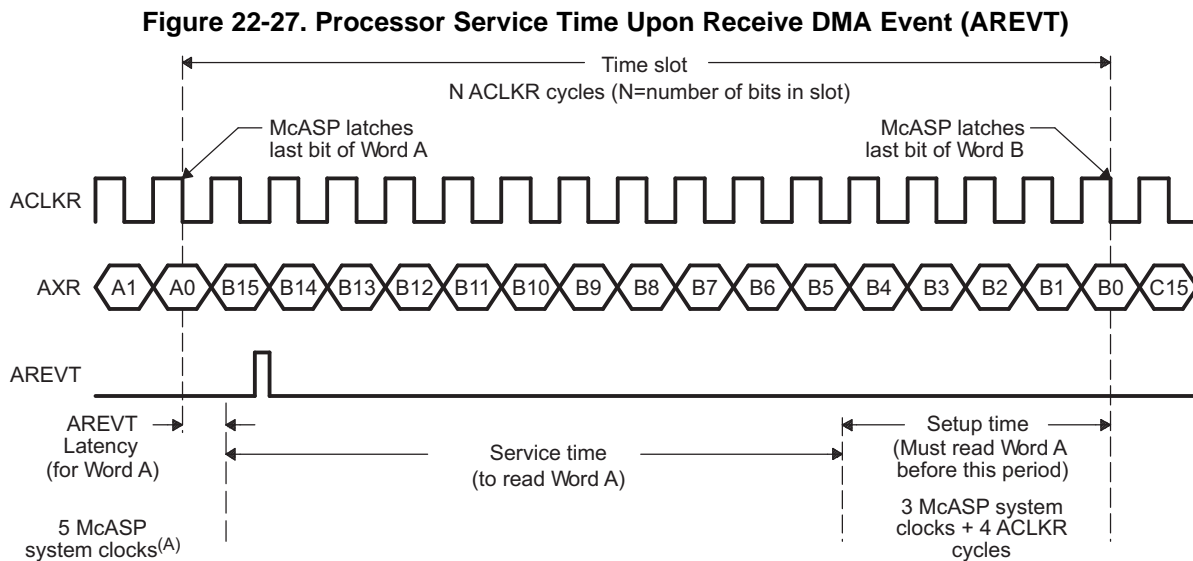 Figure 22-27. Processor Service Time Upon Receive DMA Event (AREVT)
Time slot
N ACLKR cycles (N=number of bits in slot)
McASP latches
last bit of Word A
McASP latches
last bit of Word B
ACLKR
AXR
A1 A0 B15 B14 B13 B12 B11 B10 B9 B8 B7 B6 B5 B4 B3 B2 B1 B0 C15
AREVT
AREVT
Latency
(for Word A)
Service time
(to read Word A)
Setup time
(Must read Word A
before this period)
5 McASP
system clocks(A)
3 McASP system
clocks + 4 ACLKR
cycles